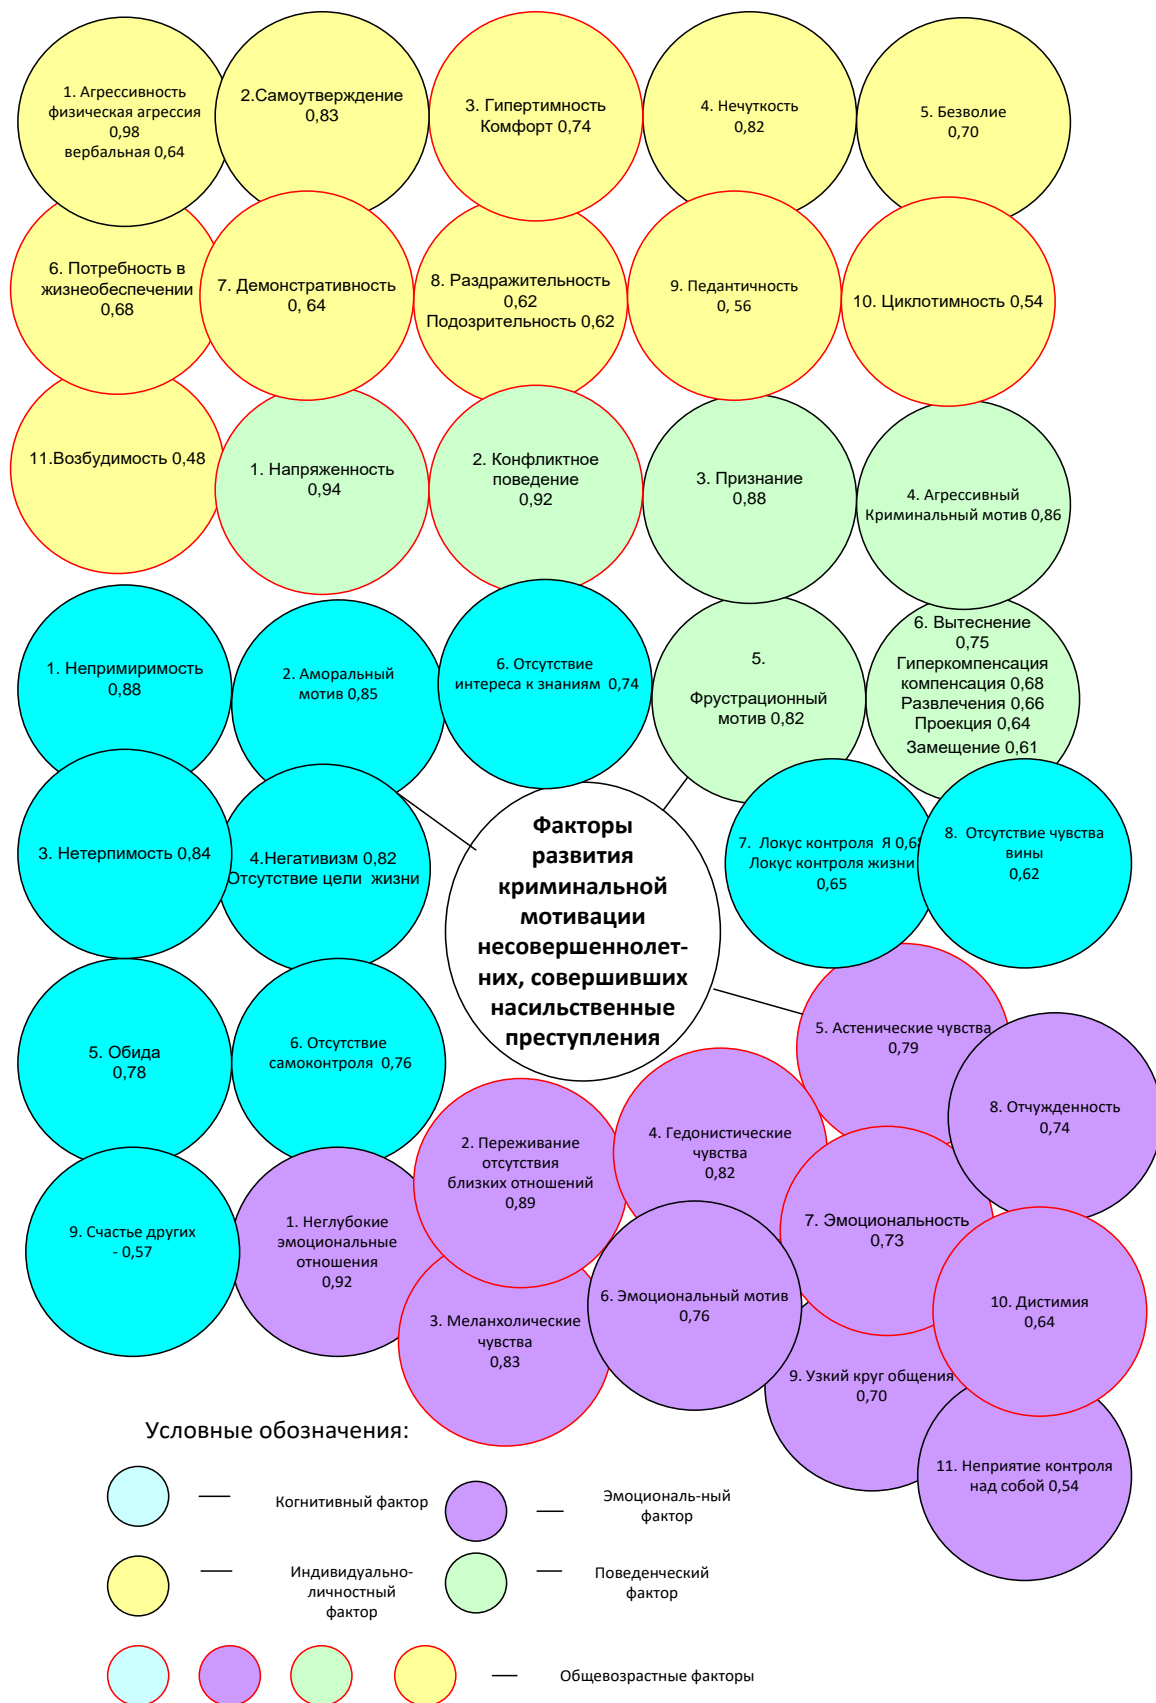 1. Агрессивность
физическая агрессия
0,98
вербальная 0,64
2.Самоутверждение
0,83
3. Гипертимность
Комфорт 0,74
4. Нечуткость
0,82
5. Безволие
0,70
6. Потребность в
жизнеобеспечении
0,68
7. Демонстративность
0, 64
8. Раздражительность
0,62
Подозрительность 0,62
9. Педантичность
0, 56
10. Циклотимность 0,54
11.Возбудимость 0,48
1. Напряженность
0,94
2. Конфликтное
поведение
0,92
3. Признание
0,88
4. Агрессивный
Криминальный мотив 0,86
1. Непримиримость
0,88
2. Аморальный
мотив 0,85
6. Отсутствие
интереса к знаниям 0,74
5.
Фрустрационный
мотив 0,82
6. Вытеснение
0,75
Гиперкомпенсация
компенсация 0,68
Развлечения 0,66
Проекция 0,64
Замещение 0,61
3. Нетерпимость 0,84
4.Негативизм 0,82
Отсутствие цели жизни
Факторы
развития
криминальной
мотивации
несовершеннолет-
них, совершивших
насильственные
преступления
7. Локус контроля Я 0,68
Локус контроля жизни
0,65
8. Отсутствие чувства
вины
0,62
5. Обида
0,78
6. Отсутствие
самоконтроля 0,76
5. Астенические чувства
0,79
8. Отчужденность
0,74
2. Переживание
отсутствия
близких отношений
0,89
4. Гедонистические
чувства
0,82
9. Счастье других
- 0,57
1. Неглубокие
эмоциональные
отношения
0,92
7. Эмоциональность
0,73
3. Меланхолические
чувства
0,83
6. Эмоциональный мотив
0,76
10. Дистимия
0,64
9. Узкий круг общения
0,70
11. Неприятие контроля
над собой 0,54
Условные обозначения:
Когнитивный фактор
Эмоциональ-ный
фактор
Индивидуально-
личностный
фактор
Поведенческий
фактор
Общевозрастные факторы